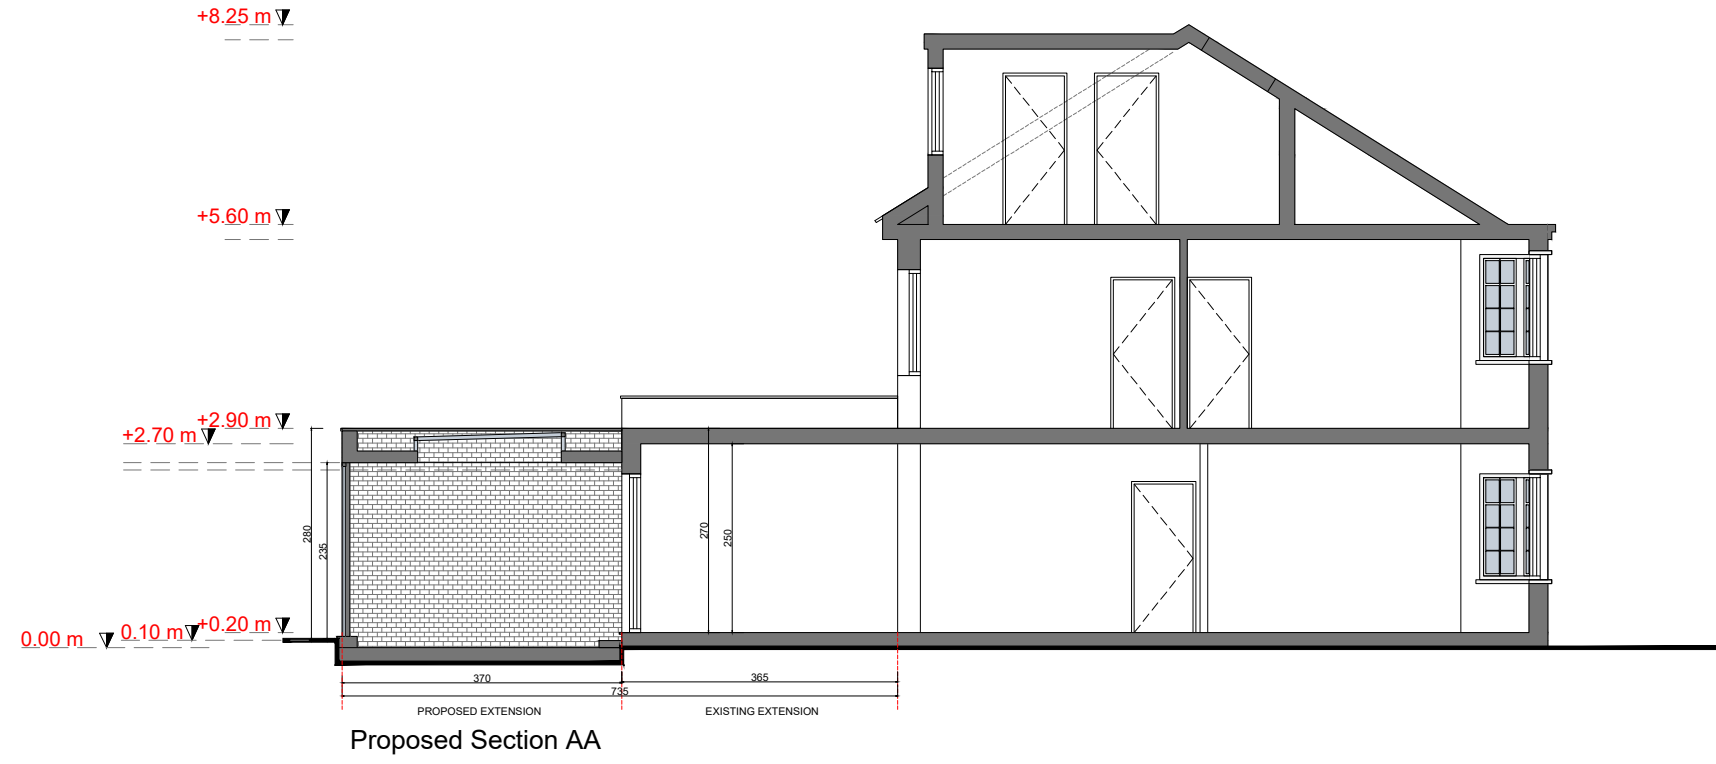 +8.25 m
+5.60 m
+2.90 m
+2.70 m
280
235
270
250
+0.20 m
0.10 m
0.00 m
370
365
735
PROPOSED EXTENSION
EXISTING EXTENSION
Proposed Section AA